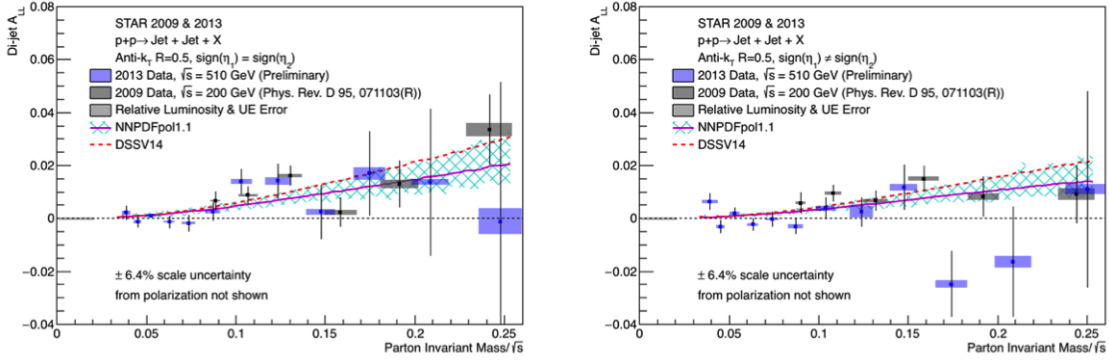 Di-jet A_LL
0.08
0.06
0.04
0.02
0
−0.02
−0.04
STAR 2009 & 2013
p+p→Jet + Jet + X
Anti-k_T R=0.5, sign(η_1) = sign(η_2)
2013 Data, √s = 510 GeV (Preliminary)
2009 Data, √s = 200 GeV (Phys. Rev. D 95, 071103(R))
Relative Luminosity & UE Error
NNPDFpol1.1
DSSV14
± 6.4% scale uncertainty
from polarization not shown
0 0.05 0.1 0.15 0.2 0.25
Parton Invariant Mass/√s
Di-jet A_LL
0.08
0.06
0.04
0.02
0
−0.02
−0.04
STAR 2009 & 2013
p+p→Jet + Jet + X
Anti-k_T R=0.5, sign(η_1) ≠ sign(η_2)
2013 Data, √s = 510 GeV (Preliminary)
2009 Data, √s = 200 GeV (Phys. Rev. D 95, 071103(R))
Relative Luminosity & UE Error
NNPDFpol1.1
DSSV14
± 6.4% scale uncertainty
from polarization not shown
0 0.05 0.1 0.15 0.2 0.25
Parton Invariant Mass/√s